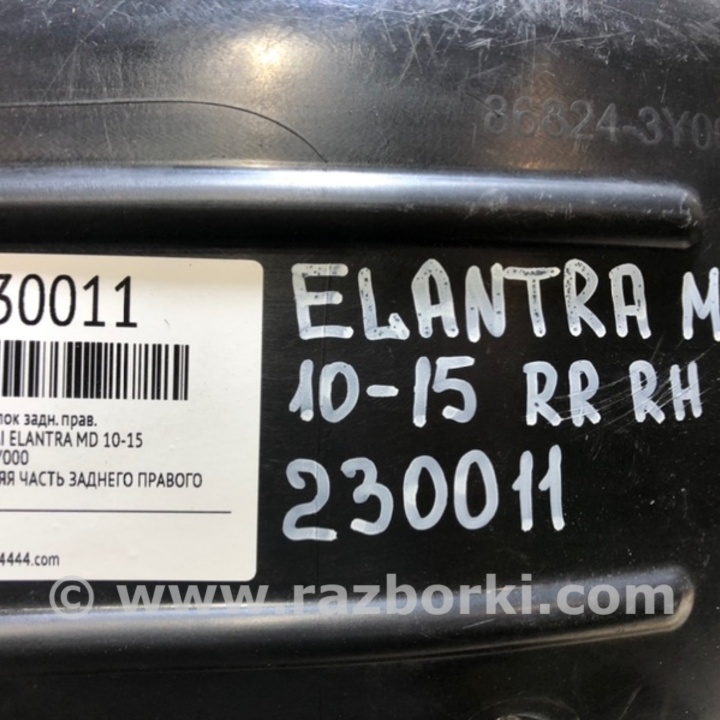 86824-3Y0
30011
лок задн. прав.
AI ELANTRA MD 10-15
Y000
ЯЯ ЧАСТЬ ЗАДНЕГО ПРАВОГО
4444.com
ELANTRA M
10-15 RR RH
230011
© www.razborki.com